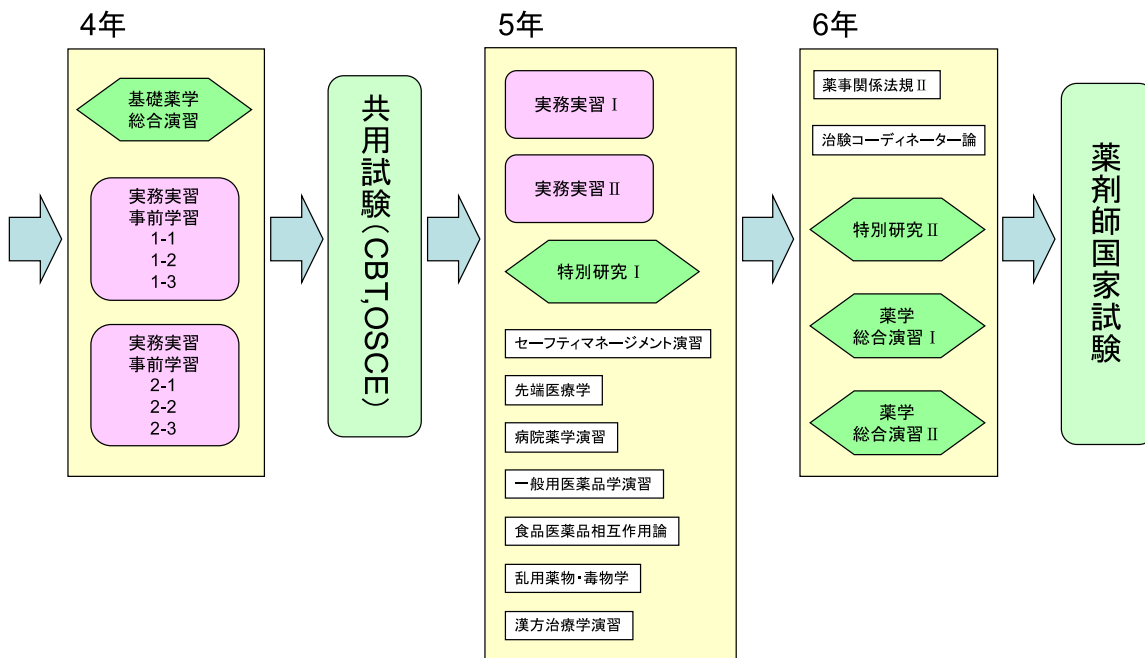 4年
基礎薬学
総合演習
実務実習
事前学習
1-1
1-2
1-3
実務実習
事前学習
2-1
2-2
2-3
共用試験(CBT,OSCE)
5年
実務実習Ⅰ
実務実習Ⅱ
特別研究Ⅰ
セーフティマネージメント演習
先端医療学
病院薬学演習
一般用医薬品学演習
食品医薬品相互作用論
乱用薬物・毒物学
漢方治療学演習
6年
薬事関係法規Ⅱ
治験コーディネーター論
特別研究Ⅱ
薬学
総合演習Ⅰ
薬学
総合演習Ⅱ
薬剤師国家試験